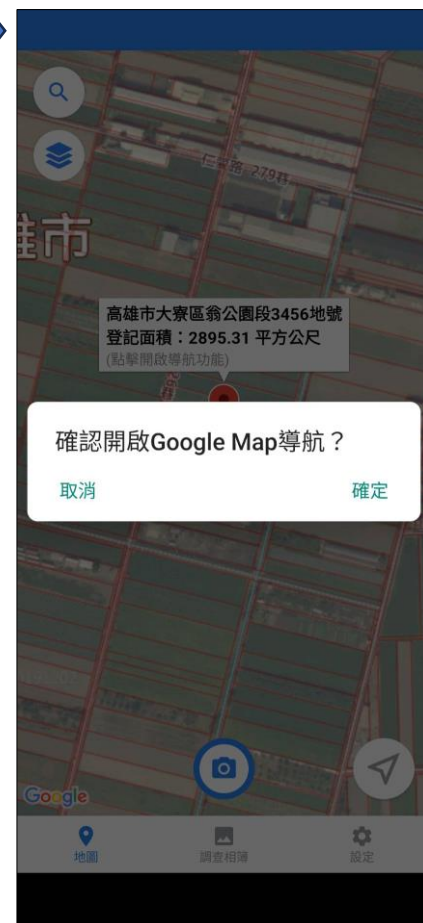 仁一路 279巷
雄市
高雄市大寮區翁公園段3456地號
登記面積：2895.31 平方公尺
(點擊開啟導航功能)
確認開啟Google Map導航？
取消
確定
Google
地圖
調查相簿
設定